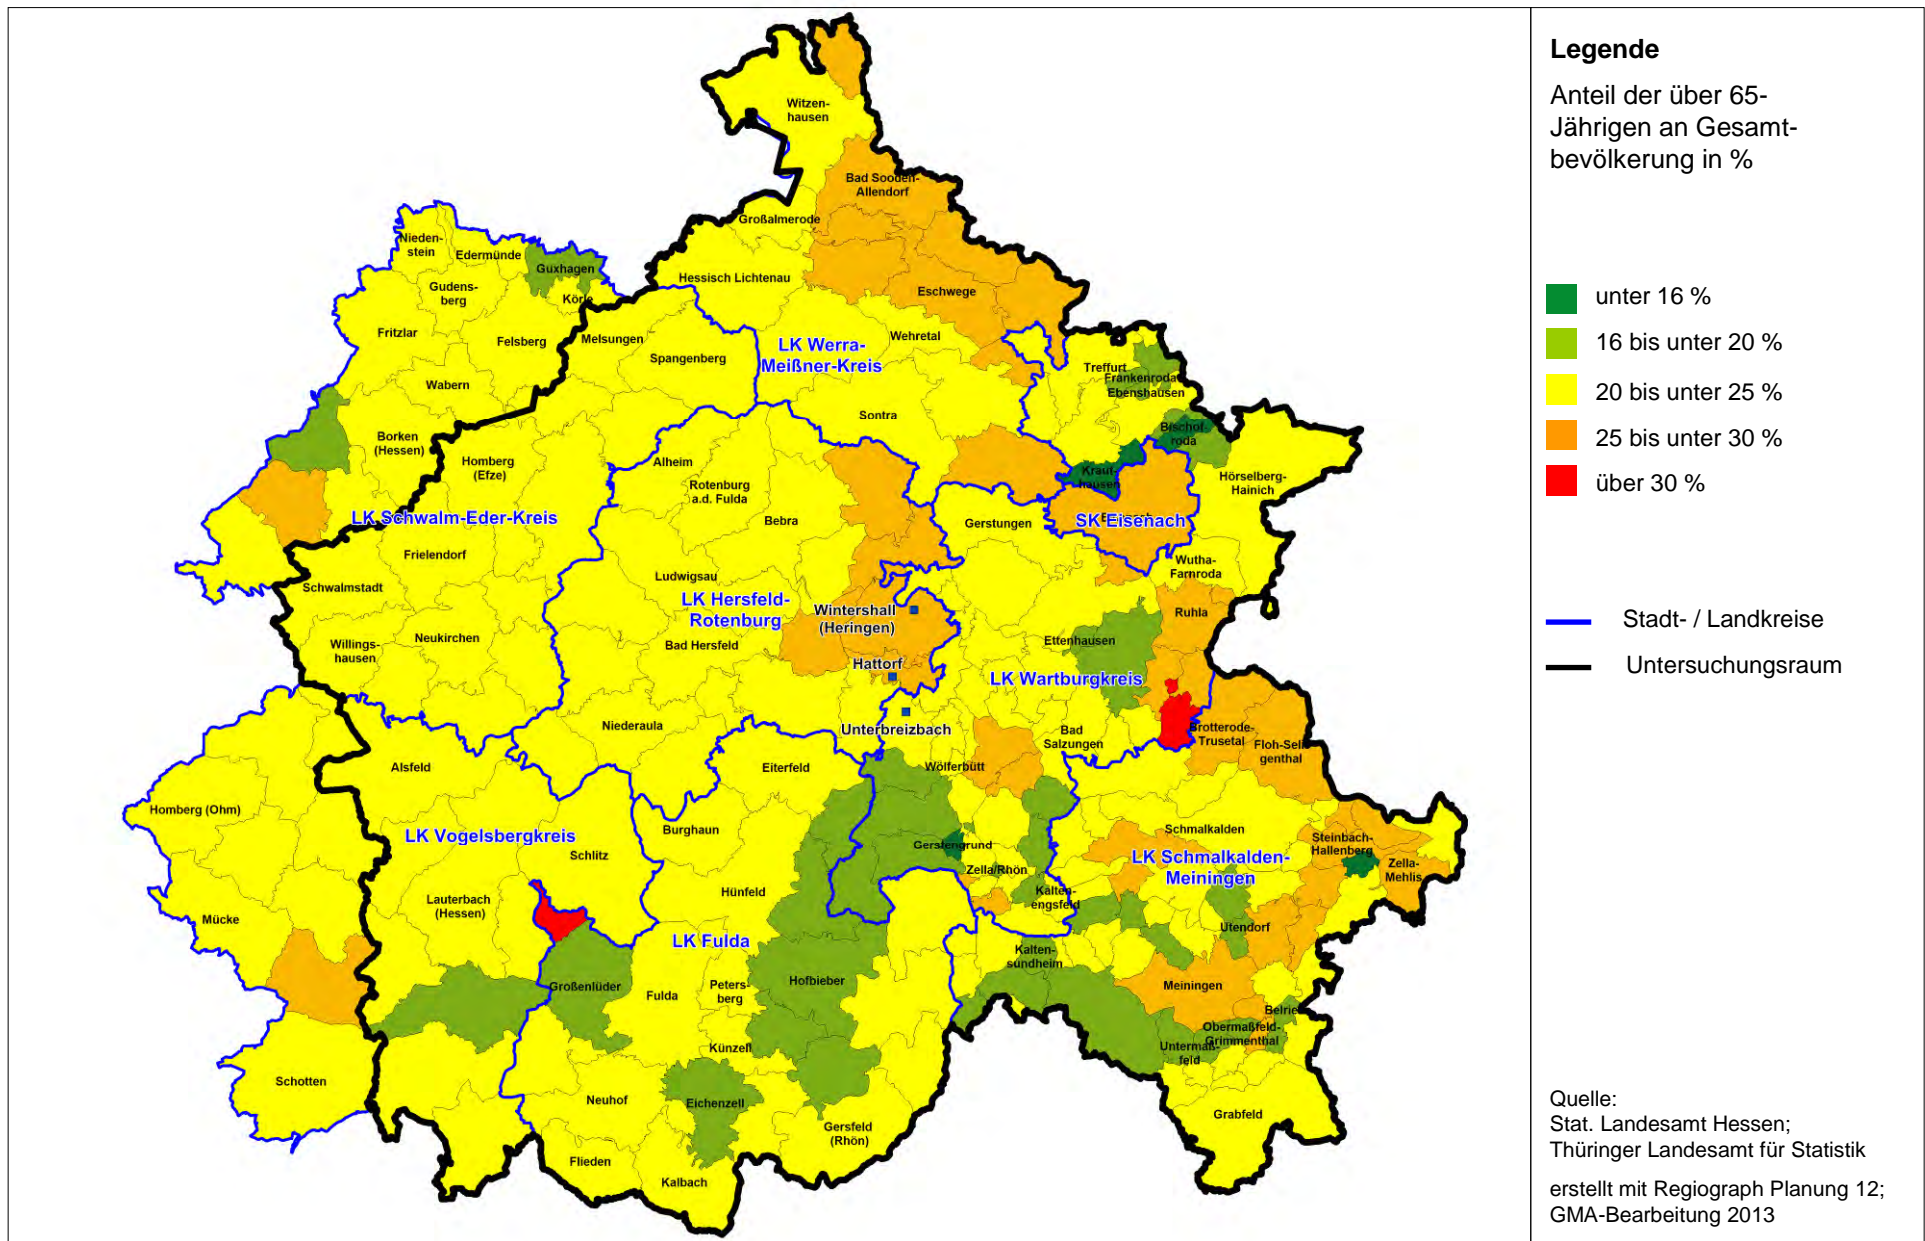 Witzen-
hausen
Bad Sooden-
Allendorf
Großalmerode
Nieden-
stein
Edermünde
Guxhagen
Hessisch Lichtenau
Gudens-
berg
Körle
Eschwege
Fritzlar
Felsberg
Melsungen
Wehretal
LK Werra-
Meißner-Kreis
Spangenberg
Treffurt
Frankenroda
Ebenshausen
Wabern
Sontra
Bischof-
roda
Borken
(Hessen)
Homberg
(Efze)
Alheim
Rotenburg
a.d. Fulda
Kraut-
hausen
Hörselberg-
Hainich
LK Schwalm-Eder-Kreis
Bebra
Gerstungen
SK Eisenach
Frielendorf
Wutha-
Farnroda
Schwalmstadt
Ludwigsau
LK Hersfeld-
Rotenburg
Wintershall
(Heringen)
Ruhla
Willings-
hausen
Neukirchen
Bad Hersfeld
Ettenhausen
Hattorf
LK Wartburgkreis
Niederaula
Unterbreizbach
Bad
Salzungen
Brotterode-
Trusetal
Floh-Seli-
genthal
Alsfeld
Eiterfeld
Wölferbütt
Homberg (Ohm)
LK Vogelsbergkreis
Burghaun
Schmalkalden
Schlitz
Gerstengrund
Steinbach-
Hallenberg
LK Schmalkalden-
Meiningen
Zella-
Mehlis
Zella/Rhön
Lauterbach
(Hessen)
Hünfeld
Kalten-
engsfeld
Mücke
LK Fulda
Utendorf
Kalten-
sundheim
Großenlüder
Fulda
Peters-
berg
Hofbieber
Meiningen
Belrieth
Obermaßfeld-
Grimmenthal
Untermaß-
feld
Künzell
Schotten
Neuhof
Eichenzell
Gersfeld
(Rhön)
Grabfeld
Flieden
Kalbach
Legende
Anteil der über 65-
Jährigen an Gesamt-
bevölkerung in %
unter 16 %
16 bis unter 20 %
20 bis unter 25 %
25 bis unter 30 %
über 30 %
Stadt- / Landkreise
Untersuchungsraum
Quelle:
Stat. Landesamt Hessen;
Thüringer Landesamt für Statistik
erstellt mit Regiograph Planung 12;
GMA-Bearbeitung 2013